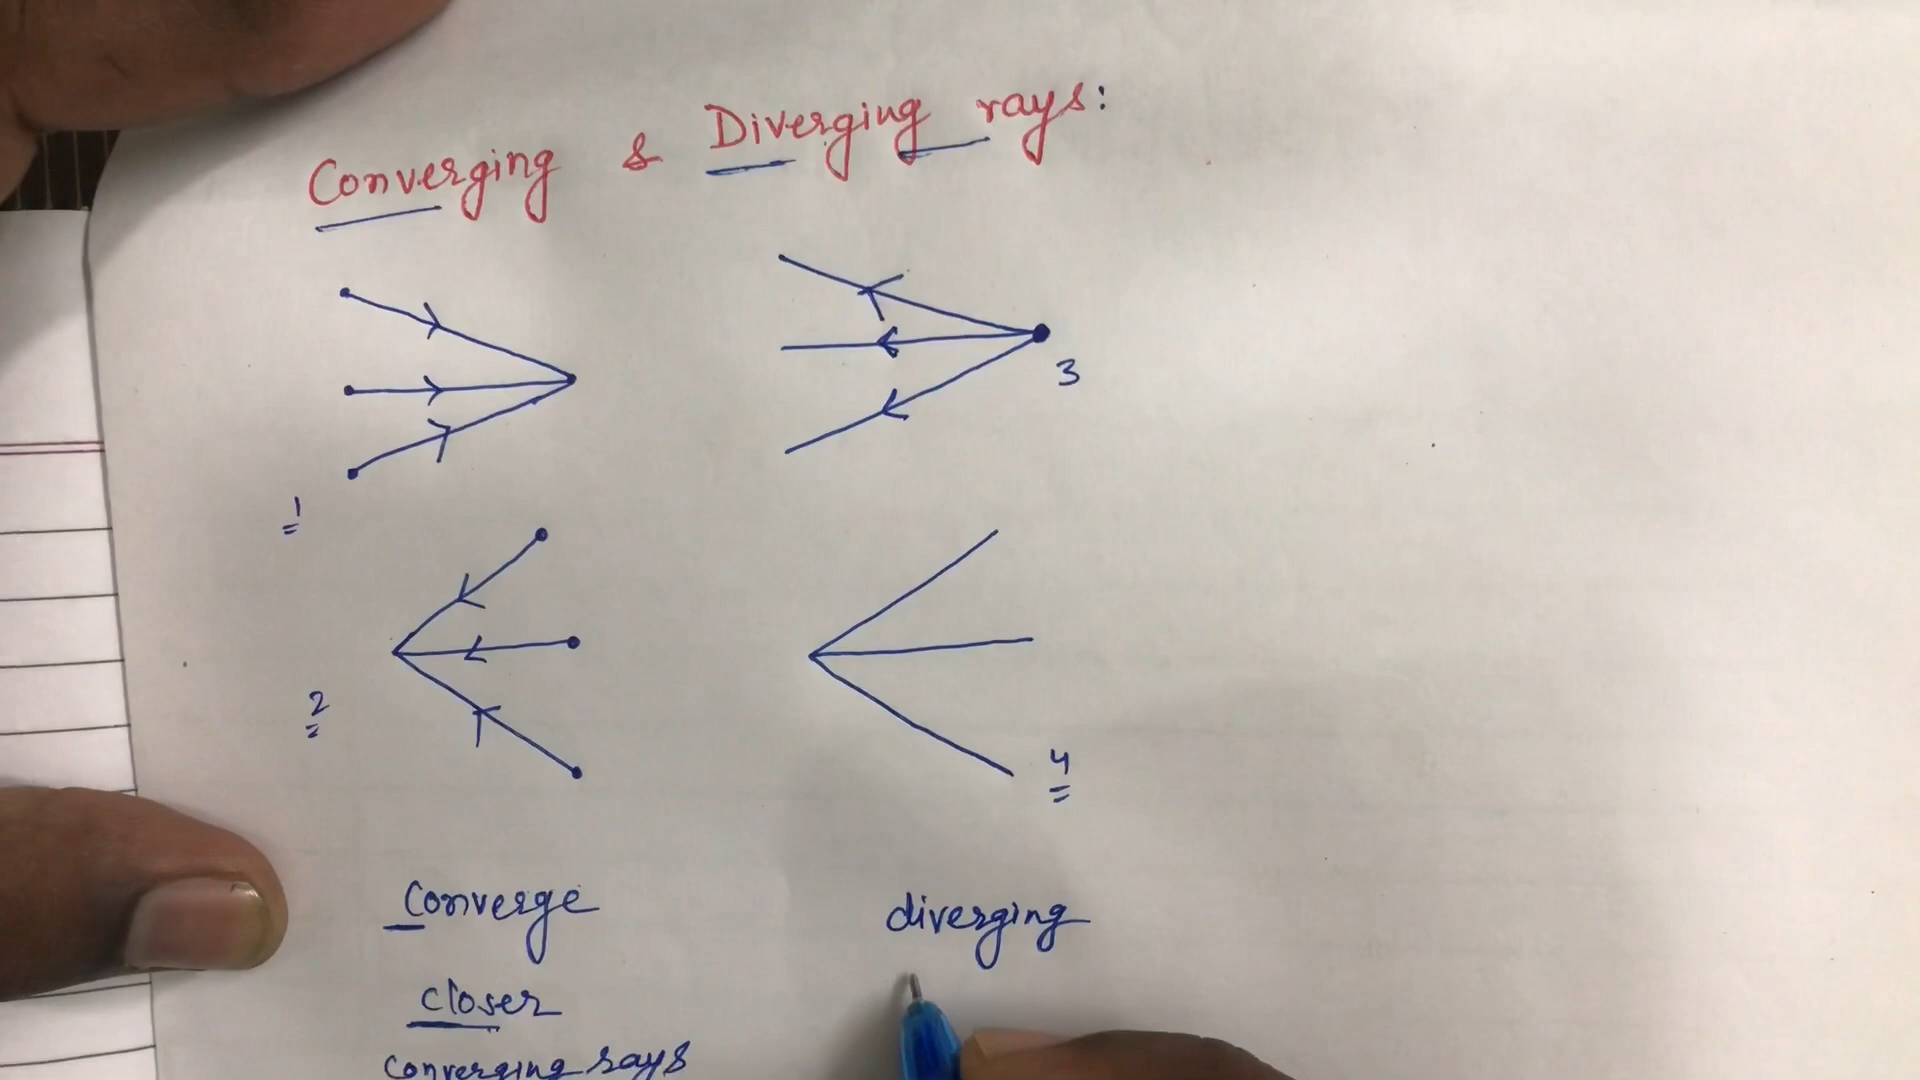 Converging & Diverging rays:
3
1
2
4
Converge diverging
closer
converging rays